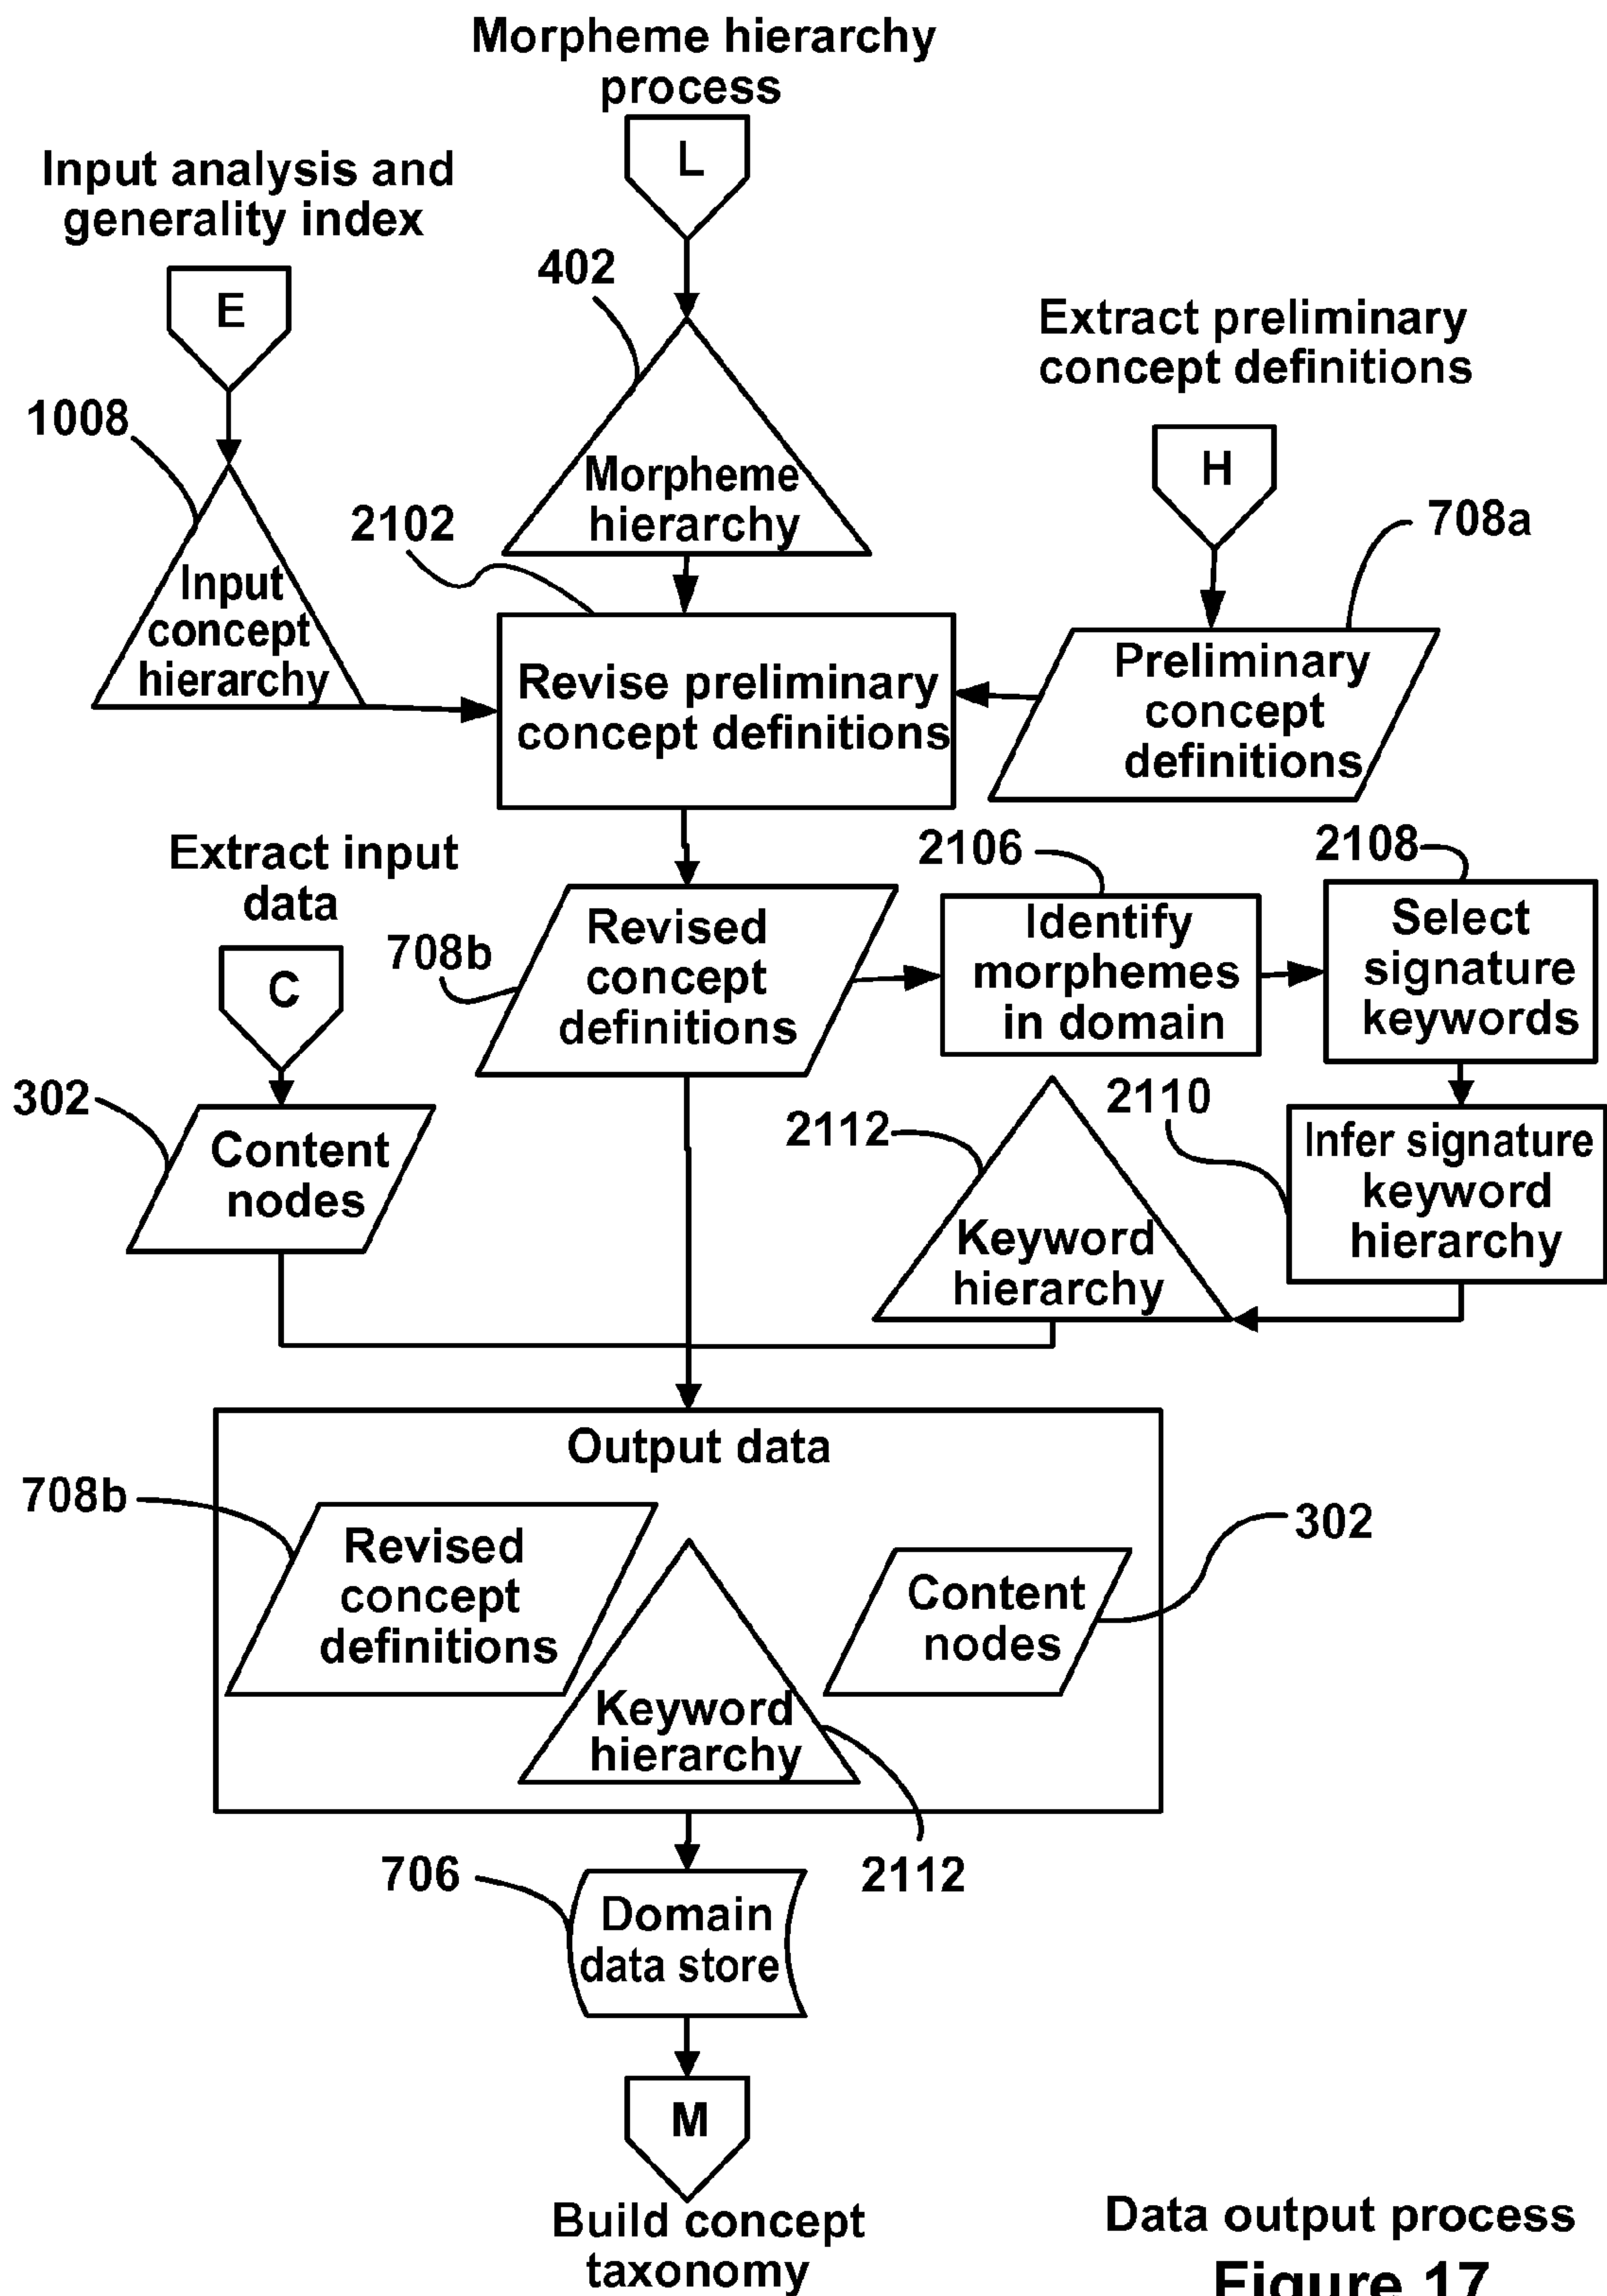 Morpheme hierarchy
process
L
Input analysis and
generality index
E
402
Extract preliminary
concept definitions
H
1008
Morpheme
hierarchy
2102
708a
Input
concept
hierarchy
Revise preliminary
concept definitions
Preliminary
concept
definitions
Extract input
data
C
708b
Revised
concept
definitions
2106
Identify
morphemes
in domain
2108
Select
signature
keywords
302
Content
nodes
2112
Keyword
hierarchy
2110
Infer signature
keyword
hierarchy
Output data
708b
Revised
concept
definitions
Keyword
hierarchy
Content
nodes
302
2112
706
Domain
data store
M
Build concept
taxonomy
Data output process
Figure 17